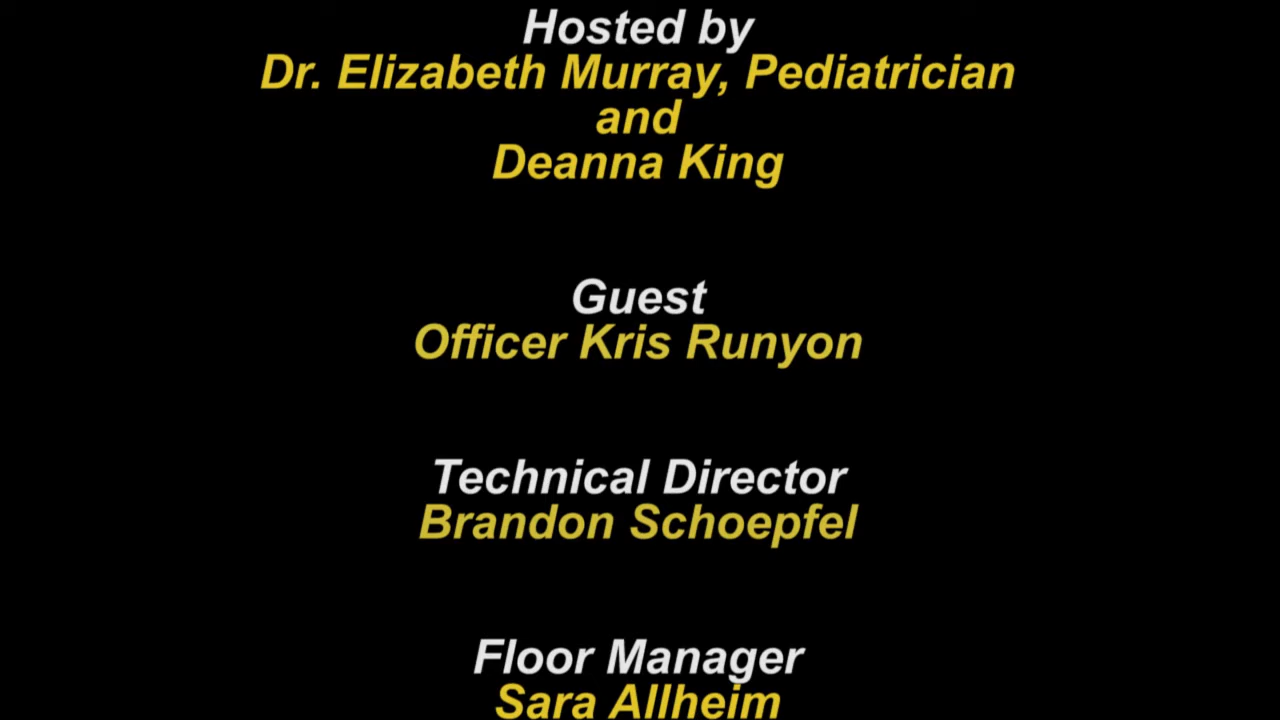 Hosted by
Dr. Elizabeth Murray, Pediatrician
and
Deanna King
Guest
Officer Kris Runyon
Technical Director
Brandon Schoepfel
Floor Manager
Sara Allheim